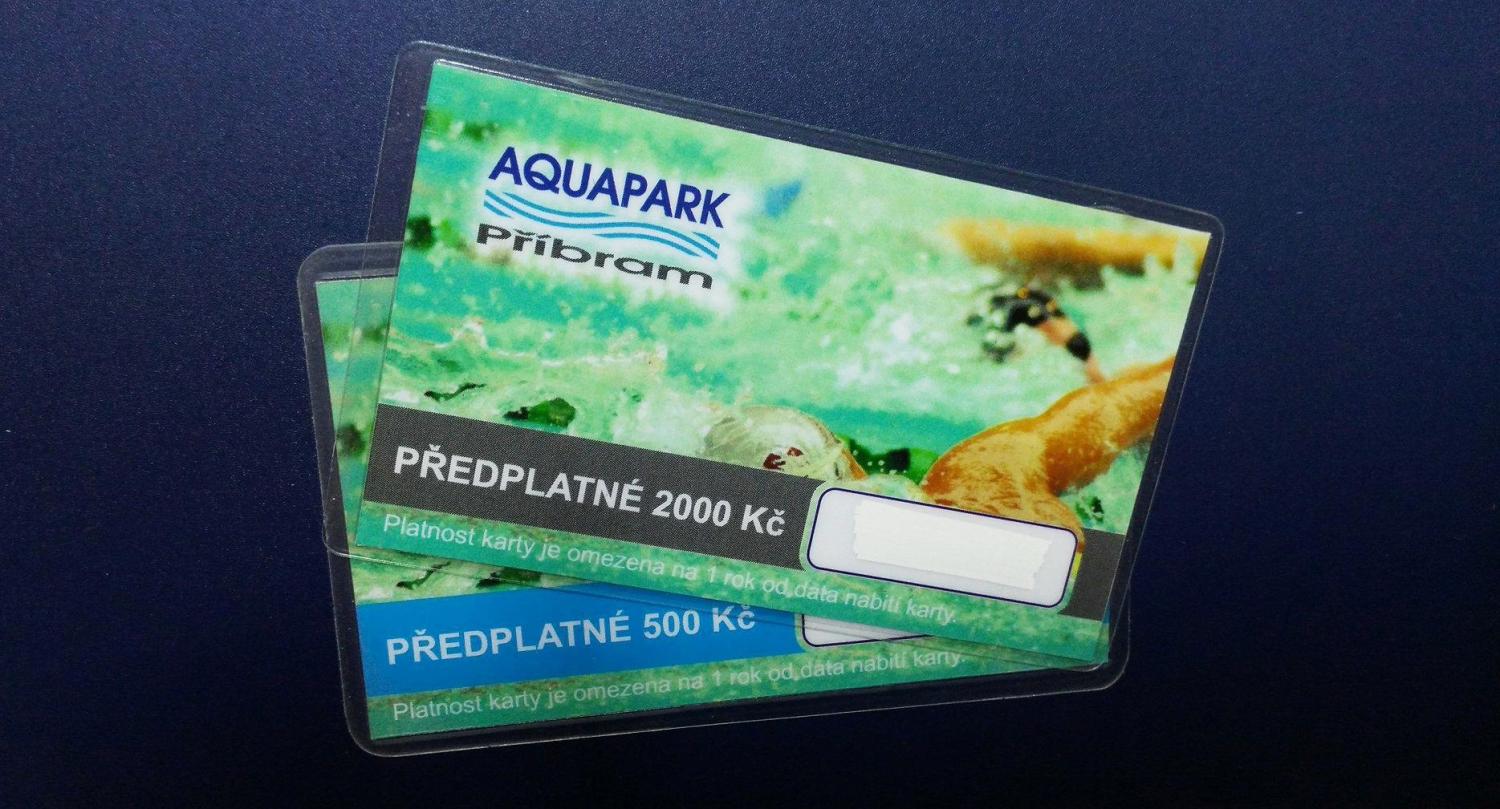 AQUAPARK
Příbram
PŘEDPLATNÉ 2000 Kč
Platnost karty je omezena na 1 rok od data nabití karty.
PŘEDPLATNÉ 500 Kč
Platnost karty je omezena na 1 rok od data nabití karty.